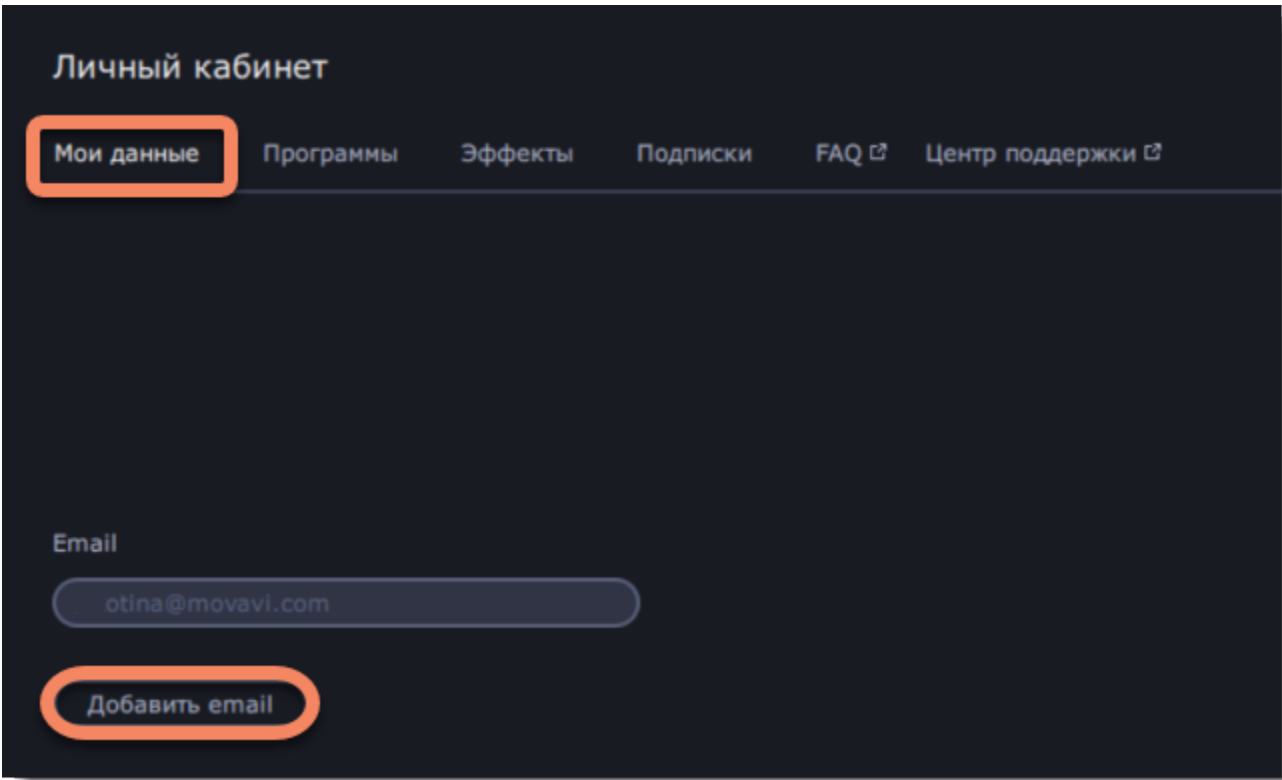 Личный кабинет
Мои данные Программы Эффекты Подписки FAQ Центр поддержки
Email
otina@movavi.com
Добавить email